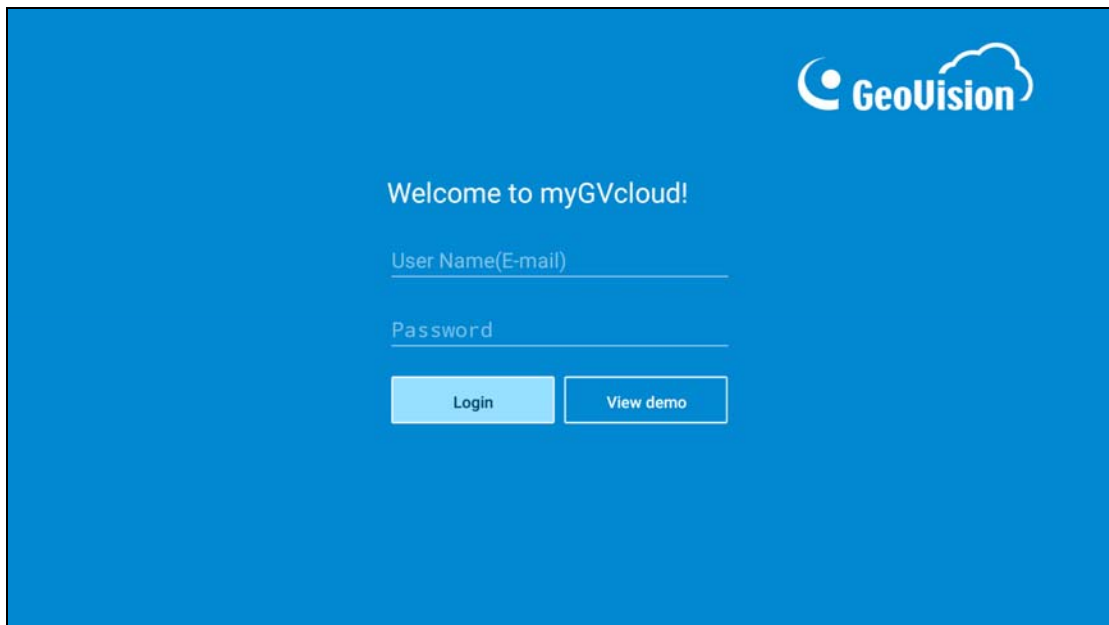 GeoVision
Welcome to myGVcloud!
User Name(E-mail)
Password
Login
View demo